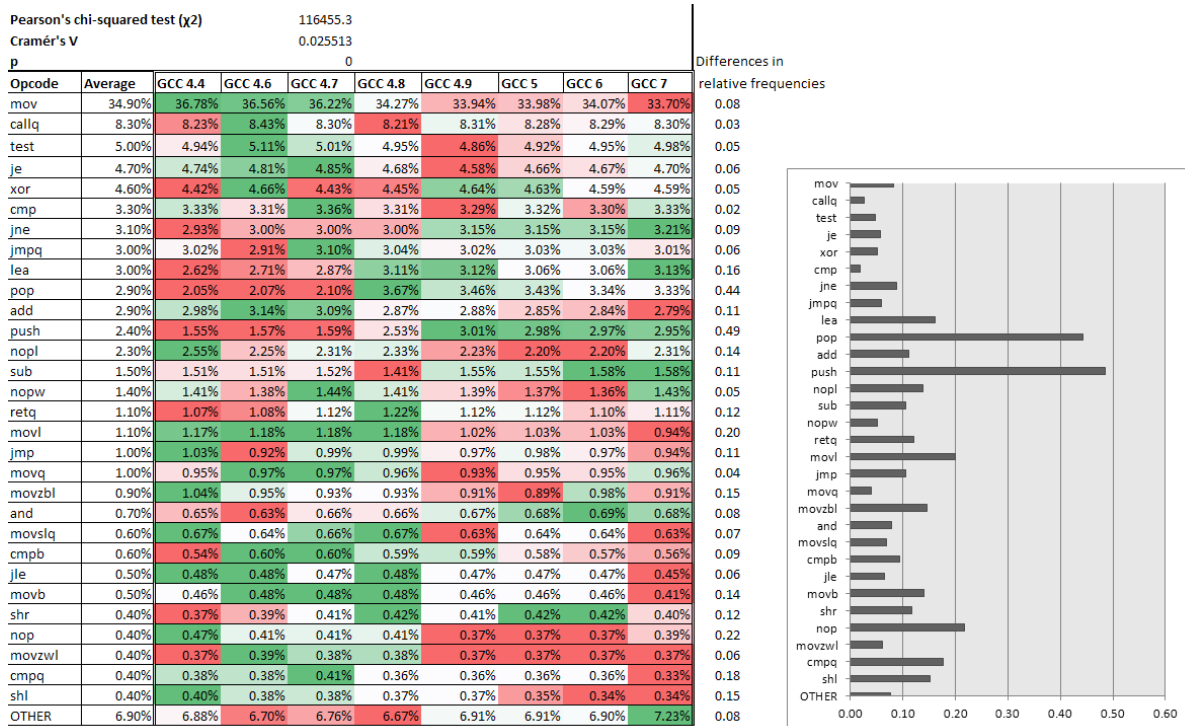 Pearson's chi-squared test (χ2) 116455.3
Cramér's V 0.025513
p 0 Differences in
Opcode Average GCC 4.4 GCC 4.6 GCC 4.7 GCC 4.8 GCC 4.9 GCC 5 GCC 6 GCC 7 relative frequencies
mov 34.90% 36.78% 36.56% 36.22% 34.27% 33.94% 33.98% 34.07% 33.70% 0.08
callq 8.30% 8.23% 8.43% 8.30% 8.21% 8.31% 8.28% 8.29% 8.30% 0.03
test 5.00% 4.94% 5.11% 5.01% 4.95% 4.86% 4.92% 4.95% 4.98% 0.05
je 4.70% 4.74% 4.81% 4.85% 4.68% 4.58% 4.66% 4.67% 4.70% 0.06
xor 4.60% 4.42% 4.66% 4.43% 4.45% 4.64% 4.63% 4.59% 4.59% 0.05
cmp 3.30% 3.33% 3.31% 3.36% 3.31% 3.29% 3.32% 3.30% 3.33% 0.02
jne 3.10% 2.93% 3.00% 3.00% 3.00% 3.15% 3.15% 3.15% 3.21% 0.09
jmpq 3.00% 3.02% 2.91% 3.10% 3.04% 3.02% 3.03% 3.03% 3.01% 0.06
lea 3.00% 2.62% 2.71% 2.87% 3.11% 3.12% 3.06% 3.06% 3.13% 0.16
pop 2.90% 2.05% 2.07% 2.10% 3.67% 3.46% 3.43% 3.34% 3.33% 0.44
add 2.90% 2.98% 3.14% 3.09% 2.87% 2.88% 2.85% 2.84% 2.79% 0.11
push 2.40% 1.55% 1.57% 1.59% 2.53% 3.01% 2.98% 2.97% 2.95% 0.49
nopl 2.30% 2.55% 2.25% 2.31% 2.33% 2.23% 2.20% 2.20% 2.31% 0.14
sub 1.50% 1.51% 1.51% 1.52% 1.41% 1.55% 1.55% 1.58% 1.58% 0.11
nopw 1.40% 1.41% 1.38% 1.44% 1.41% 1.39% 1.37% 1.36% 1.43% 0.05
retq 1.10% 1.07% 1.08% 1.12% 1.22% 1.12% 1.12% 1.10% 1.11% 0.12
movl 1.10% 1.17% 1.18% 1.18% 1.18% 1.02% 1.03% 1.03% 0.94% 0.20
jmp 1.00% 1.03% 0.92% 0.99% 0.99% 0.97% 0.98% 0.97% 0.94% 0.11
movq 1.00% 0.95% 0.97% 0.97% 0.96% 0.93% 0.95% 0.95% 0.96% 0.04
movzbl 0.90% 1.04% 0.95% 0.93% 0.93% 0.91% 0.89% 0.98% 0.91% 0.15
and 0.70% 0.65% 0.63% 0.66% 0.66% 0.67% 0.68% 0.69% 0.68% 0.08
movslq 0.60% 0.67% 0.64% 0.66% 0.67% 0.63% 0.64% 0.64% 0.63% 0.07
cmpb 0.60% 0.54% 0.60% 0.60% 0.59% 0.59% 0.58% 0.57% 0.56% 0.09
jle 0.50% 0.48% 0.48% 0.47% 0.48% 0.47% 0.47% 0.47% 0.45% 0.06
movb 0.50% 0.46% 0.48% 0.48% 0.48% 0.46% 0.46% 0.46% 0.41% 0.14
shr 0.40% 0.37% 0.39% 0.41% 0.42% 0.41% 0.42% 0.42% 0.40% 0.12
nop 0.40% 0.47% 0.41% 0.41% 0.41% 0.37% 0.37% 0.37% 0.39% 0.22
movzwl 0.40% 0.37% 0.39% 0.38% 0.38% 0.37% 0.37% 0.37% 0.37% 0.06
cmpq 0.40% 0.38% 0.38% 0.41% 0.36% 0.36% 0.36% 0.36% 0.33% 0.18
shl 0.40% 0.40% 0.38% 0.38% 0.37% 0.37% 0.35% 0.34% 0.34% 0.15
OTHER 6.90% 6.88% 6.70% 6.76% 6.67% 6.91% 6.91% 6.90% 7.23% 0.08
mov
callq
test
je
xor
cmp
jne
jmpq
lea
pop
add
push
nopl
sub
nopw
retq
movl
jmp
movq
movzbl
and
movslq
cmpb
jle
movb
shr
nop
movzwl
cmpq
shl
OTHER
0.00 0.10 0.20 0.30 0.40 0.50 0.60